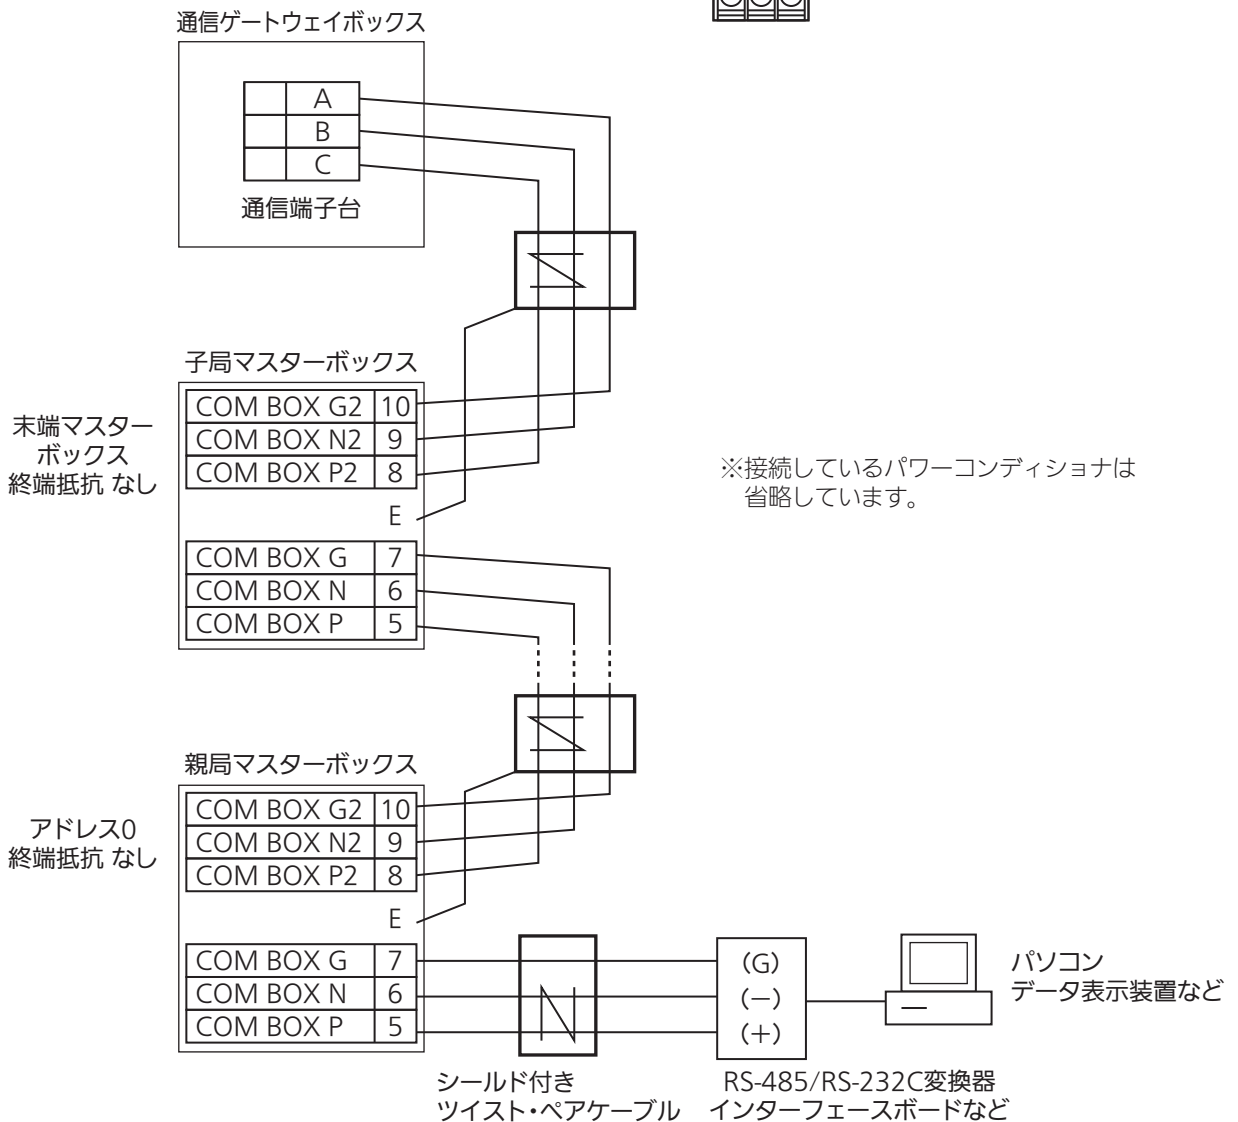 通信ゲートウェイボックス
A
B
C
通信端子台
子局マスターボックス
末端マスター
ボックス
終端抵抗 なし
COM BOX G2 10
COM BOX N2 9
COM BOX P2 8
E
COM BOX G 7
COM BOX N 6
COM BOX P 5
※接続しているパワーコンディショナは
省略しています。
親局マスターボックス
アドレス0
終端抵抗 なし
COM BOX G2 10
COM BOX N2 9
COM BOX P2 8
E
COM BOX G 7
COM BOX N 6
COM BOX P 5
シールド付き
ツイスト・ペアケーブル
(G)
(−)
(+)
RS-485/RS-232C変換器
インターフェースボードなど
パソコン
データ表示装置など